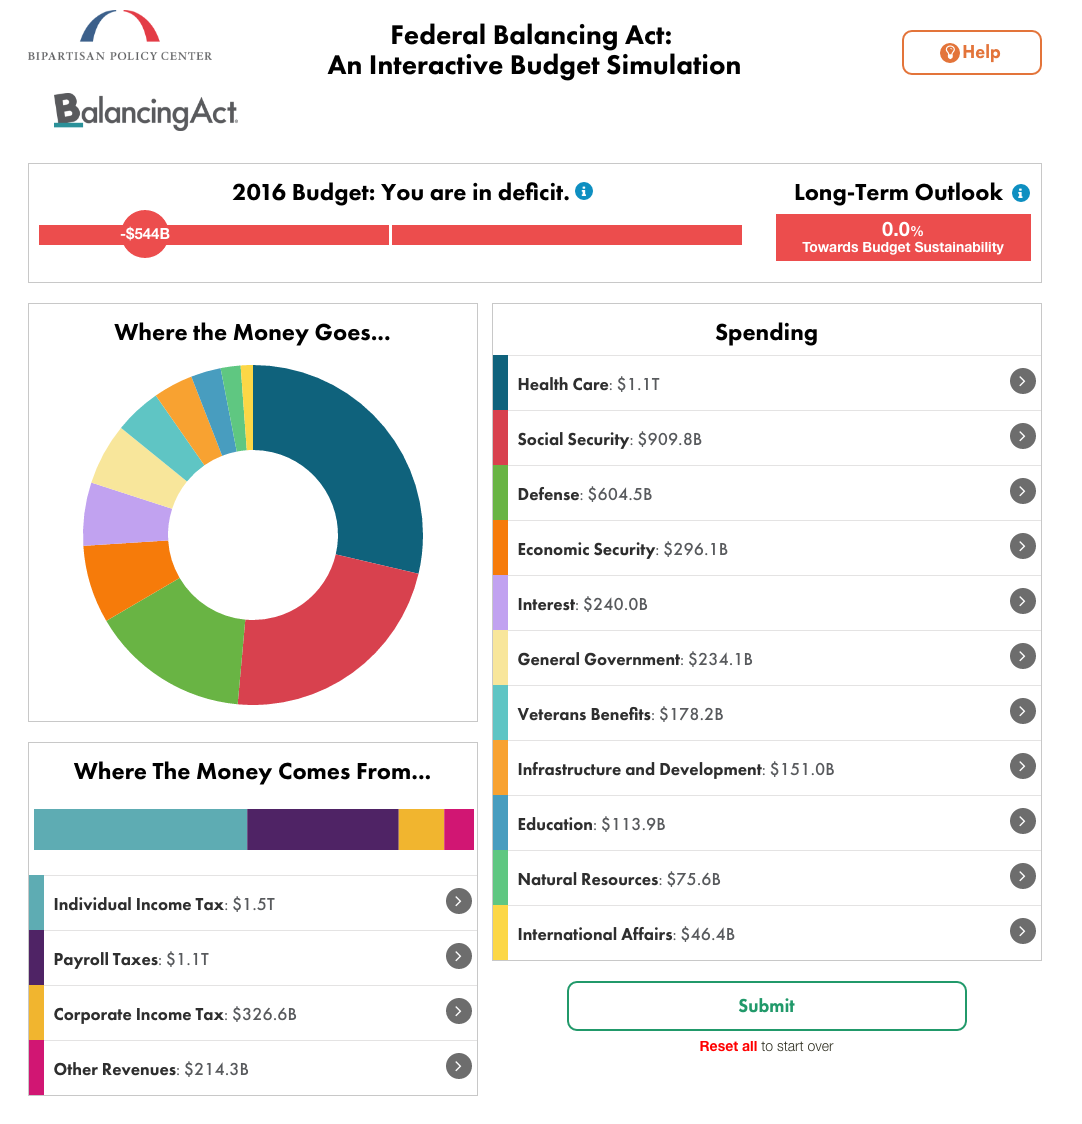 BIPARTISAN POLICY CENTER
BalancingAct
Federal Balancing Act:
An Interactive Budget Simulation
Help
2016 Budget: You are in deficit.
-$544B
Long-Term Outlook
0.0%
Towards Budget Sustainability
Where the Money Goes...
Where The Money Comes From...
Individual Income Tax: $1.5T
Payroll Taxes: $1.1T
Corporate Income Tax: $326.6B
Other Revenues: $214.3B
Spending
Health Care: $1.1T
Social Security: $909.8B
Defense: $604.5B
Economic Security: $296.1B
Interest: $240.0B
General Government: $234.1B
Veterans Benefits: $178.2B
Infrastructure and Development: $151.0B
Education: $113.9B
Natural Resources: $75.6B
International Affairs: $46.4B
Submit
Reset all to start over